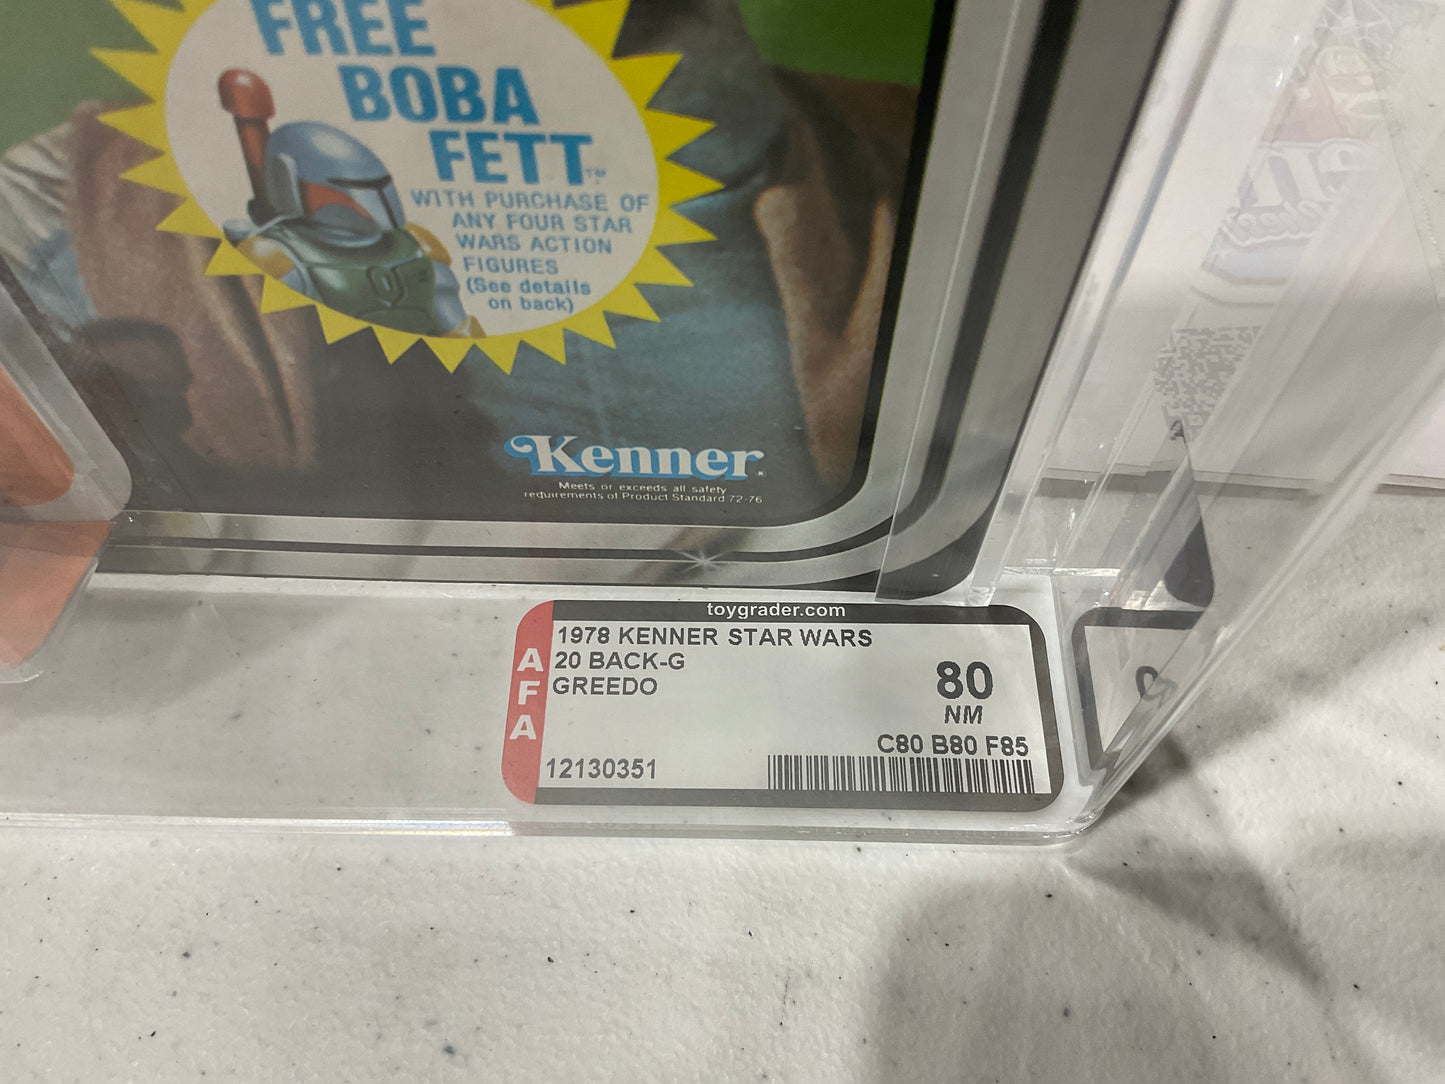 FREE
BOBA
FETT™
WITH PURCHASE OF
ANY FOUR STAR
WARS ACTION
FIGURES
(See details
on back)
Kenner
Meets or exceeds all safety
requirements of Product Standard 72-76
toygrader.com
AFA
1978 KENNER STAR WARS
20 BACK-G
GREEDO
80
NM
C80 B80 F85
12130351